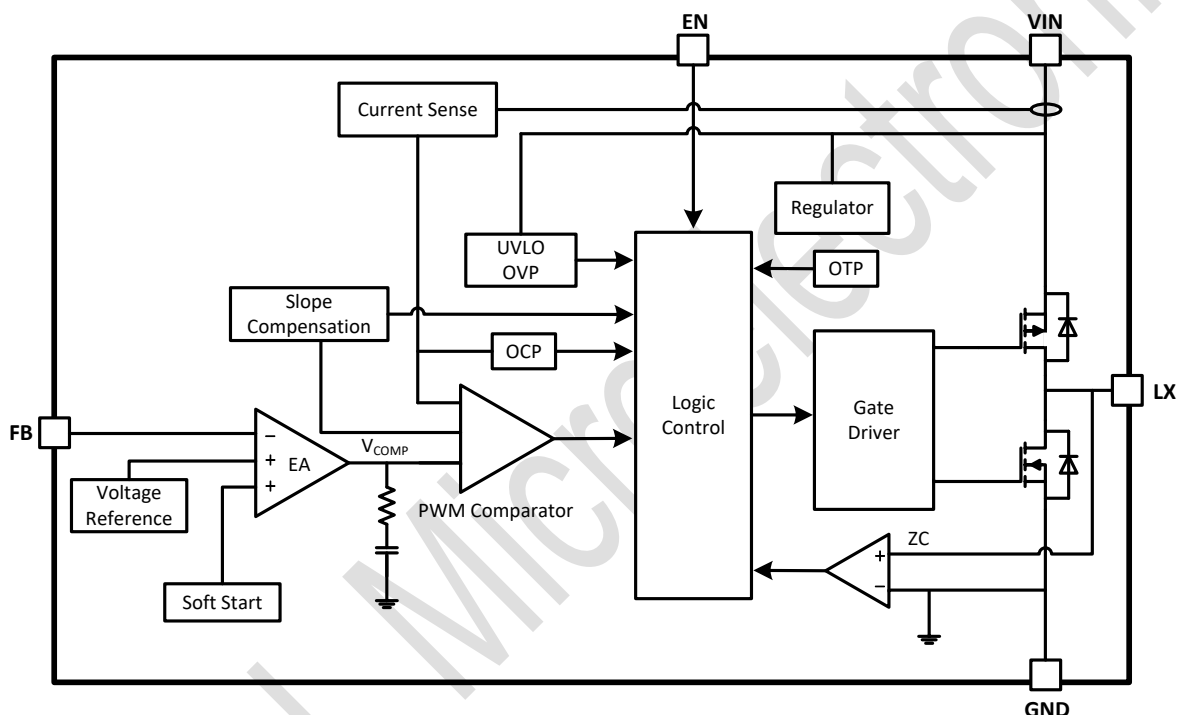 EN
VIN
Current Sense
Regulator
UVLO
OVP
OTP
Slope
Compensation
OCP
Logic
Control
Gate
Driver
LX
FB
−
+
+
EA
VCOMP
Voltage
Reference
PWM Comparator
Soft Start
ZC
+
−
GND
Microelectroni